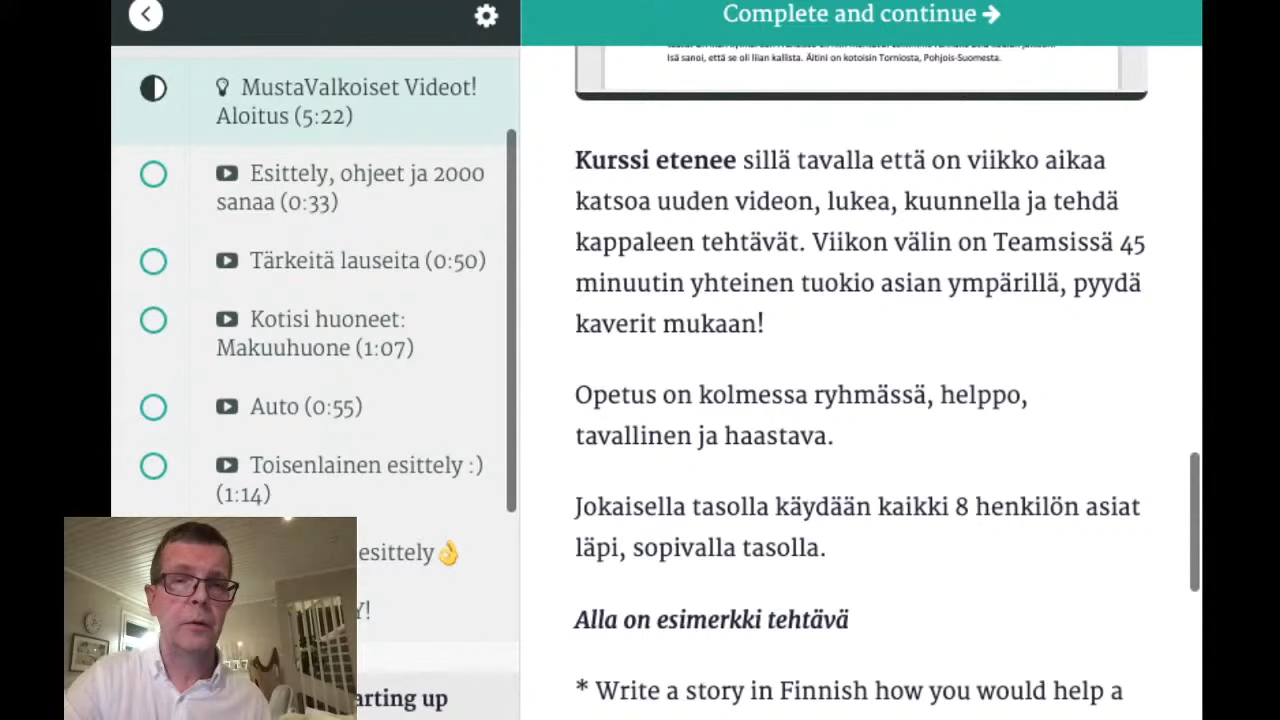 Complete and continue →
MustaValkoiset Videot!
Aloitus (5:22)
Esittely, ohjeet ja 2000
sanaa (0:33)
Tärkeitä lauseita (0:50)
Kotisi huoneet:
Makuuhuone (1:07)
Auto (0:55)
Toisenlainen esittely :)
(1:14)
esittely👌
Y!
arting up
Isä sanoi, että se oli liian kallista. Äitini on kotoisin Torniosta, Pohjois-Suomesta.
Kurssi etenee sillä tavalla että on viikko aikaa
katsoa uuden videon, lukea, kuunnella ja tehdä
kappaleen tehtävät. Viikon välin on Teamsissä 45
minuutin yhteinen tuokio asian ympärillä, pyydä
kaverit mukaan!
Opetus on kolmessa ryhmässä, helppo,
tavallinen ja haastava.
Jokaisella tasolla käydään kaikki 8 henkilön asiat
läpi, sopivalla tasolla.
Alla on esimerkki tehtävä
* Write a story in Finnish how you would help a